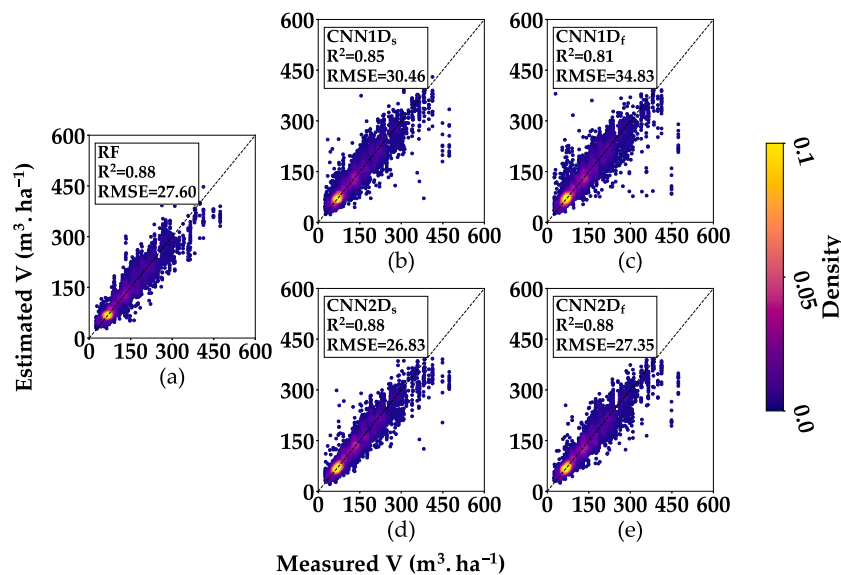 Estimated V (m³. ha⁻¹)
600
450
300
150
0
RF
R²=0.88
RMSE=27.60
0 150 300 450 600
(a)
600
450
300
150
0
CNN1Dₛ
R²=0.85
RMSE=30.46
0 150 300 450 600
(b)
600
450
300
150
0
CNN1D_f
R²=0.81
RMSE=34.83
0 150 300 450 600
(c)
600
450
300
150
0
CNN2Dₛ
R²=0.88
RMSE=26.83
0 150 300 450 600
(d)
600
450
300
150
0
CNN2D_f
R²=0.88
RMSE=27.35
0 150 300 450 600
(e)
0.1
0.05
0.0
Density
Measured V (m³. ha⁻¹)